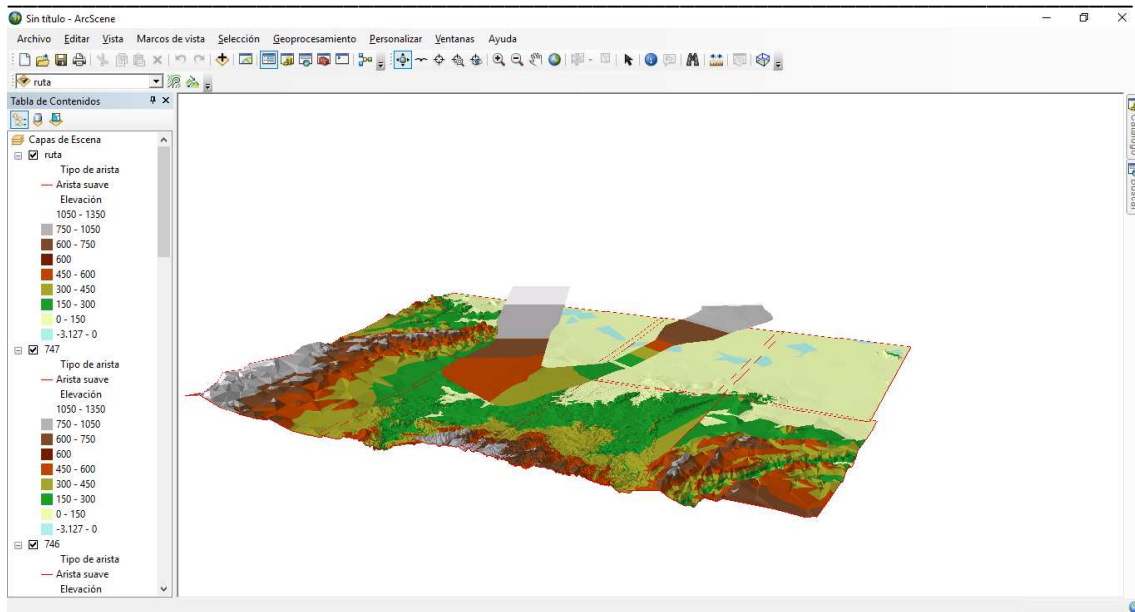 Sin título - ArcScene
Archivo Editar Vista Marcos de vista Selección Geoprocesamiento Personalizar Ventanas Ayuda
ruta
Tabla de Contenidos
Capas de Escena
ruta
Tipo de arista
Arista suave
Elevación
1050 - 1350
750 - 1050
600 - 750
600
450 - 600
300 - 450
150 - 300
0 - 150
-3.127 - 0
747
Tipo de arista
Arista suave
Elevación
1050 - 1350
750 - 1050
600 - 750
600
450 - 600
300 - 450
150 - 300
0 - 150
-3.127 - 0
746
Tipo de arista
Arista suave
Elevación
Catálogo
Buscar